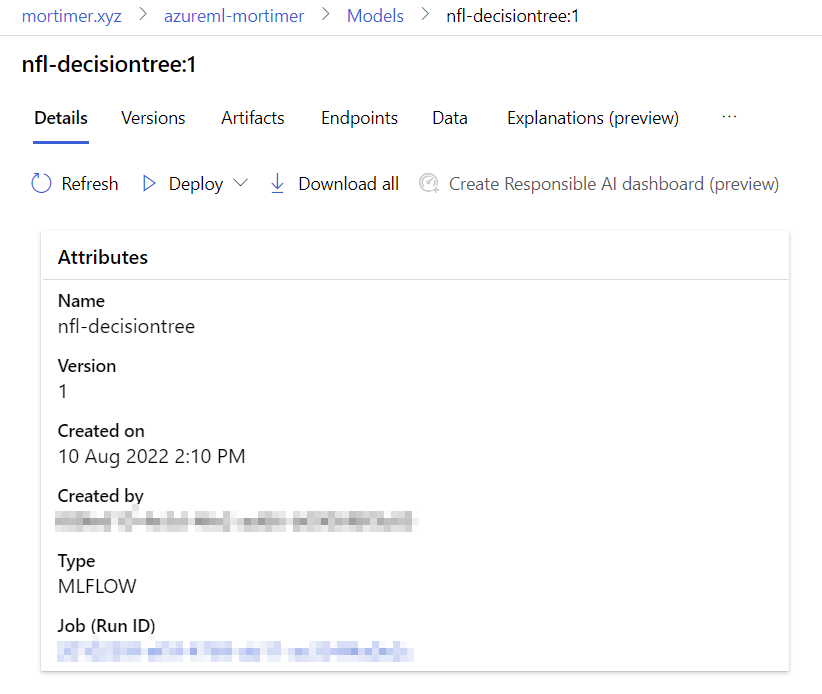 mortimer.xyz > azureml-mortimer > Models > nfl-decisiontree:1
nfl-decisiontree:1
Details Versions Artifacts Endpoints Data Explanations (preview) ...
Refresh Deploy Download all Create Responsible AI dashboard (preview)
Attributes
Name
nfl-decisiontree
Version
1
Created on
10 Aug 2022 2:10 PM
Created by
Type
MLFLOW
Job (Run ID)